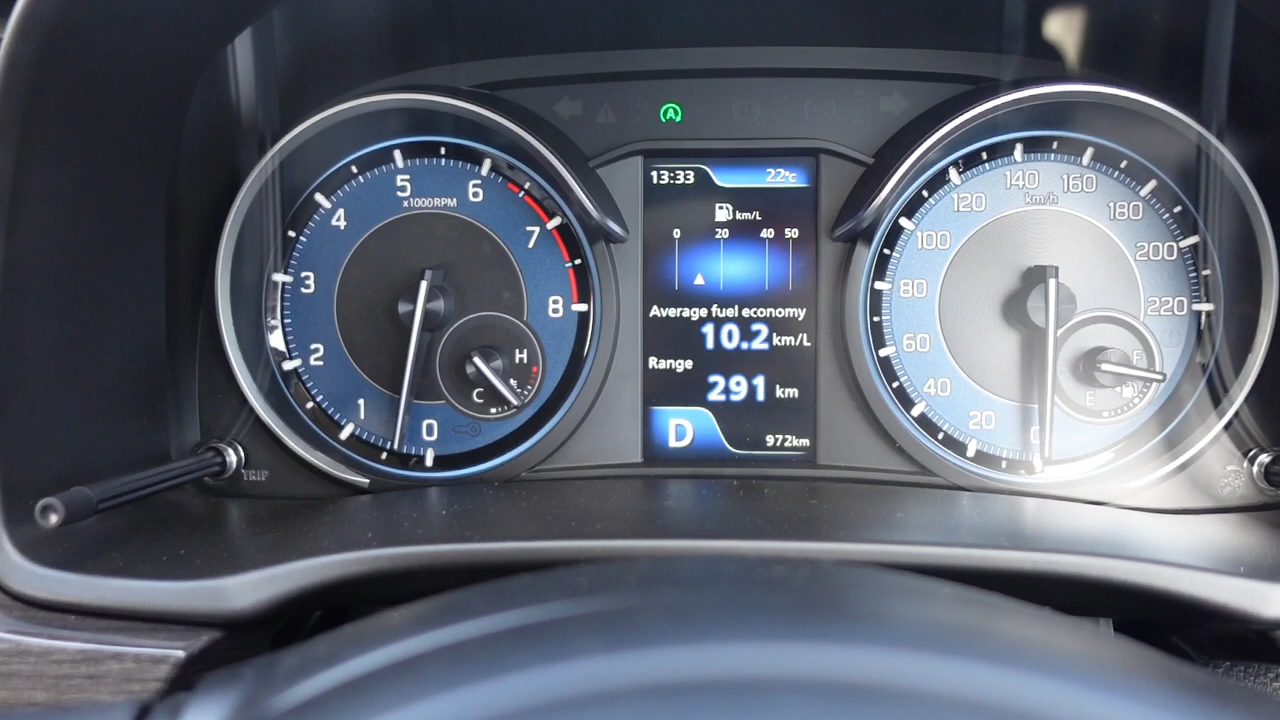 A
13:33 22°C
km/L
0 20 40 50
Average fuel economy
10.2 km/L
Range
291 km
D 972km
0
1
2
3
4
5
6
7
8
x1000RPM
H
C
TRIP
0
20
40
60
80
100
120
140
160
180
200
220
km/h
F
E